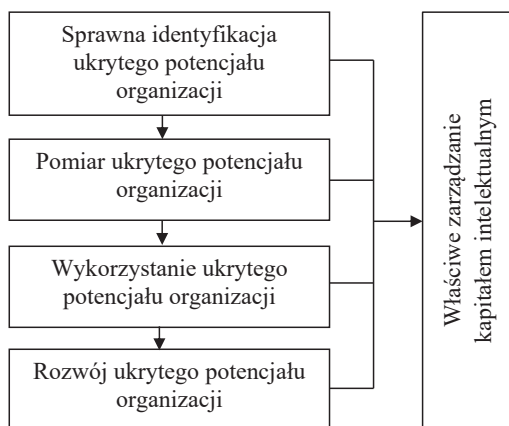 Sprawna identyfikacja
ukrytego potencjału
organizacji
Pomiar ukrytego potencjału
organizacji
Wykorzystanie ukrytego
potencjału organizacji
Rozwój ukrytego potencjału
organizacji
Właściwe zarządzanie
kapitałem intelektualnym